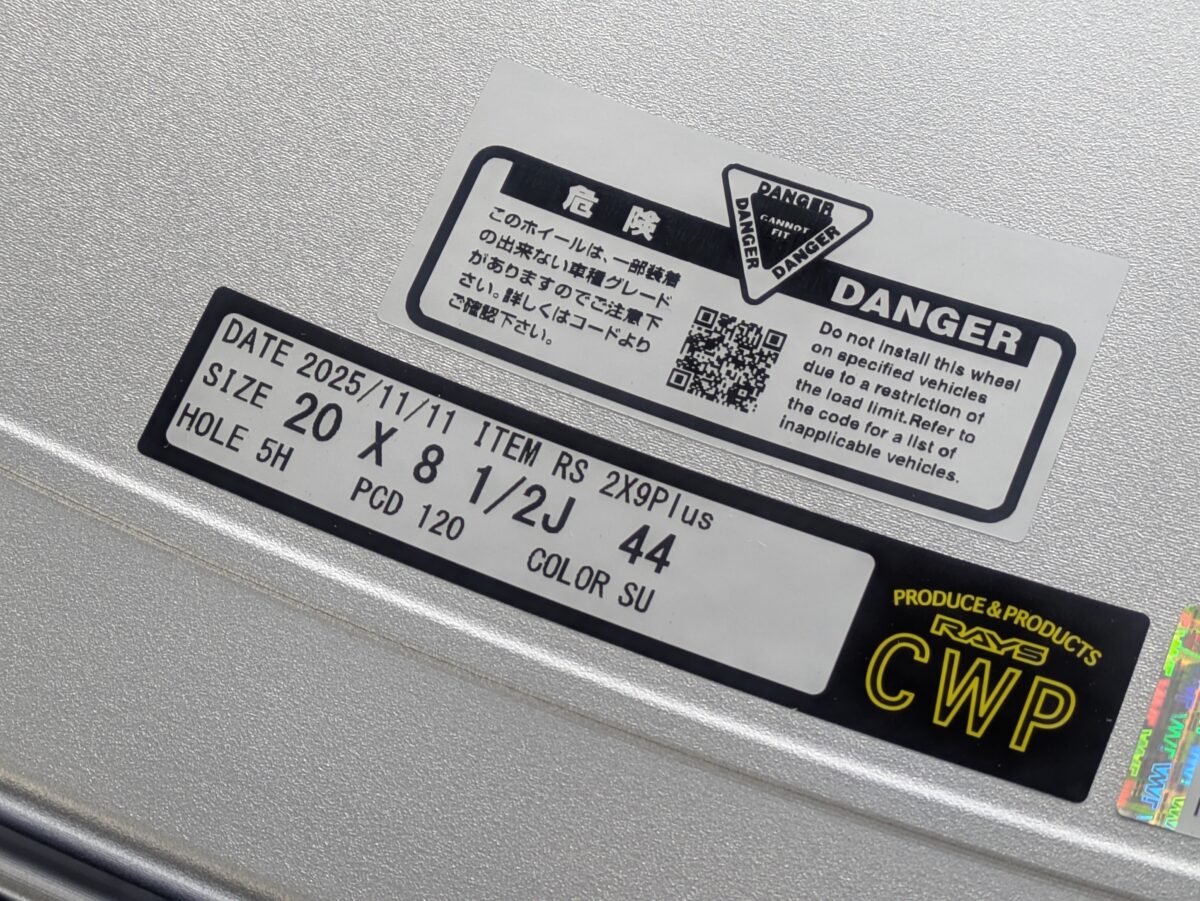 危険
DANGER
DANGER
DANGER
CANNOT
FIT
DANGER
このホイールは、一部装着
の出来ない車種グレード
がありますのでご注意下
さい。詳しくはコードより
ご確認下さい。
Do not install this wheel
on specified vehicles
due to a restriction of
the load limit.Refer to
the code for a list of
inapplicable vehicles.
DATE 2025/11/11 ITEM RS 2X9Plus
SIZE 20 X 8 1/2J 44
HOLE 5H PCD 120 COLOR SU
PRODUCE & PRODUCTS
RAYS
CWP